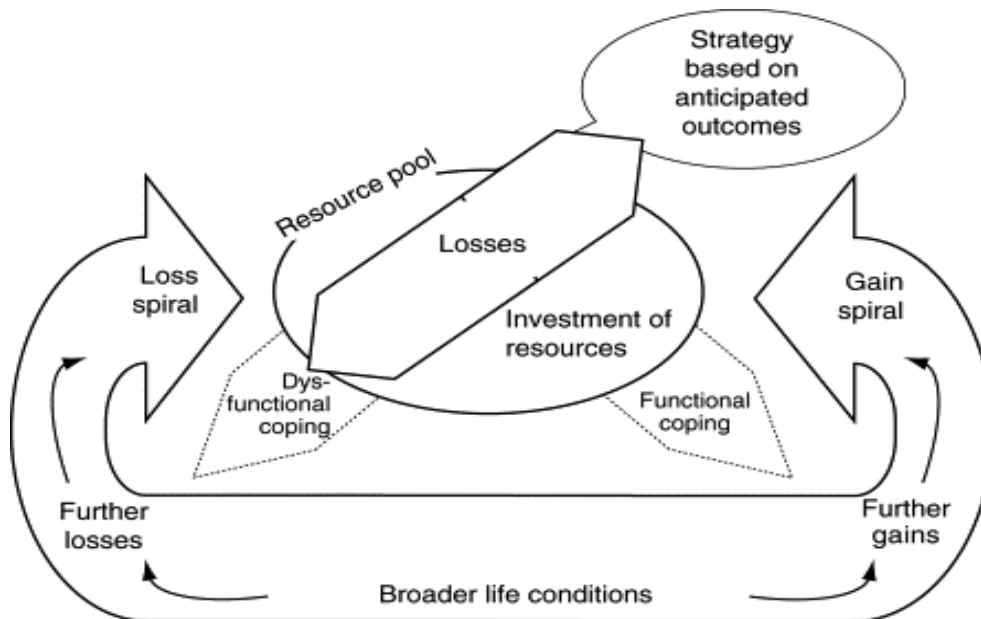 Strategy
based on
anticipated
outcomes
Resource pool
Losses
Loss
spiral
Gain
spiral
Investment of
resources
Dys-
functional
coping
Functional
coping
Further
losses
Further
gains
Broader life conditions